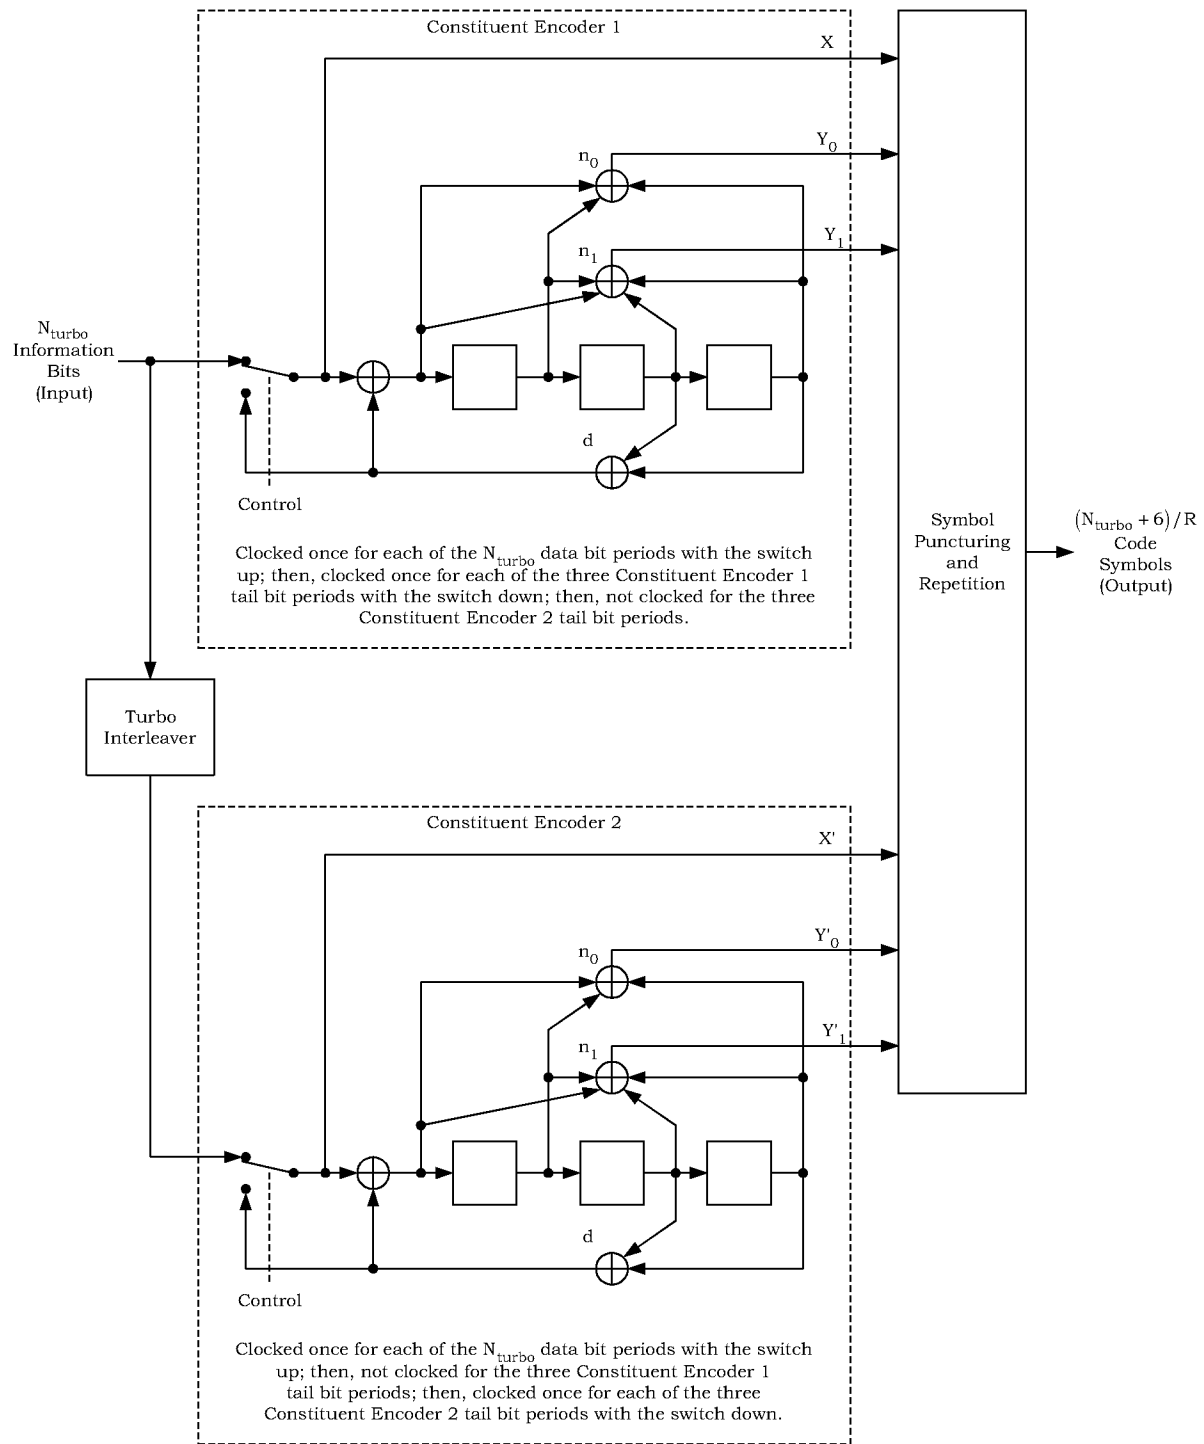 Constituent Encoder 1
X
Y0
n0
Y1
n1
Nturbo
Information
Bits
(Input)
d
Control
Clocked once for each of the Nturbo data bit periods with the switch
up; then, clocked once for each of the three Constituent Encoder 1
tail bit periods with the switch down; then, not clocked for the three
Constituent Encoder 2 tail bit periods.
Symbol
Puncturing
and
Repetition
(Nturbo + 6)/R
Code
Symbols
(Output)
Turbo
Interleaver
Constituent Encoder 2
X'
Y'0
n0
Y'1
n1
d
Control
Clocked once for each of the Nturbo data bit periods with the switch
up; then, not clocked for the three Constituent Encoder 1
tail bit periods; then, clocked once for each of the three
Constituent Encoder 2 tail bit periods with the switch down.